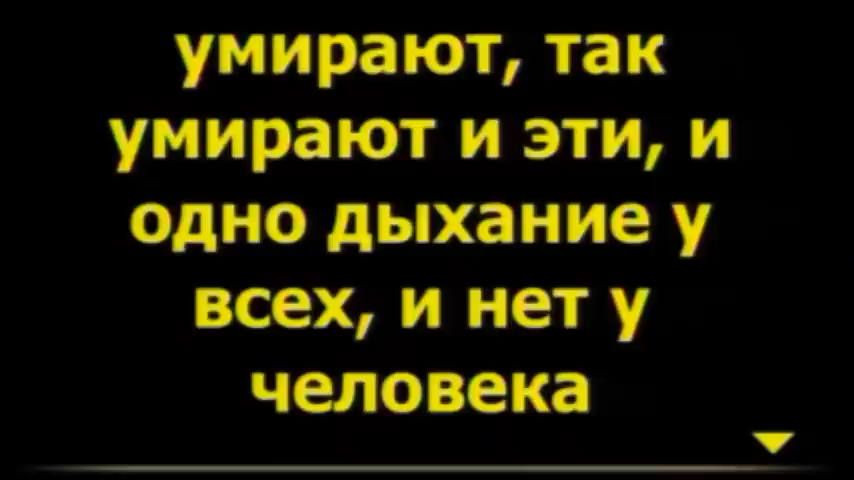 умирают, так
умирают и эти, и
одно дыхание у
всех, и нет у
человека